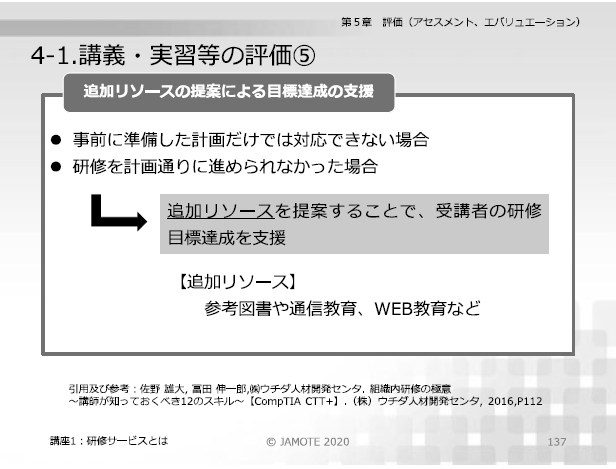 第５章　評価（アセスメント、エバリュエーション）
4-1.講義・実習等の評価⑤
追加リソースの提案による目標達成の支援
● 事前に準備した計画だけでは対応できない場合
● 研修を計画通りに進められなかった場合
追加リソースを提案することで、受講者の研修
目標達成を支援
【追加リソース】
参考図書や通信教育、WEB教育など
引用及び参考：佐野 雄大, 冨田 伸一郎,㈱ウチダ人材開発センタ. 組織内研修の極意
～講師が知っておくべき12のスキル～【CompTIA CTT+】.（株）ウチダ人材開発センタ, 2016,P112
講座1：研修サービスとは
© JAMOTE 2020
137